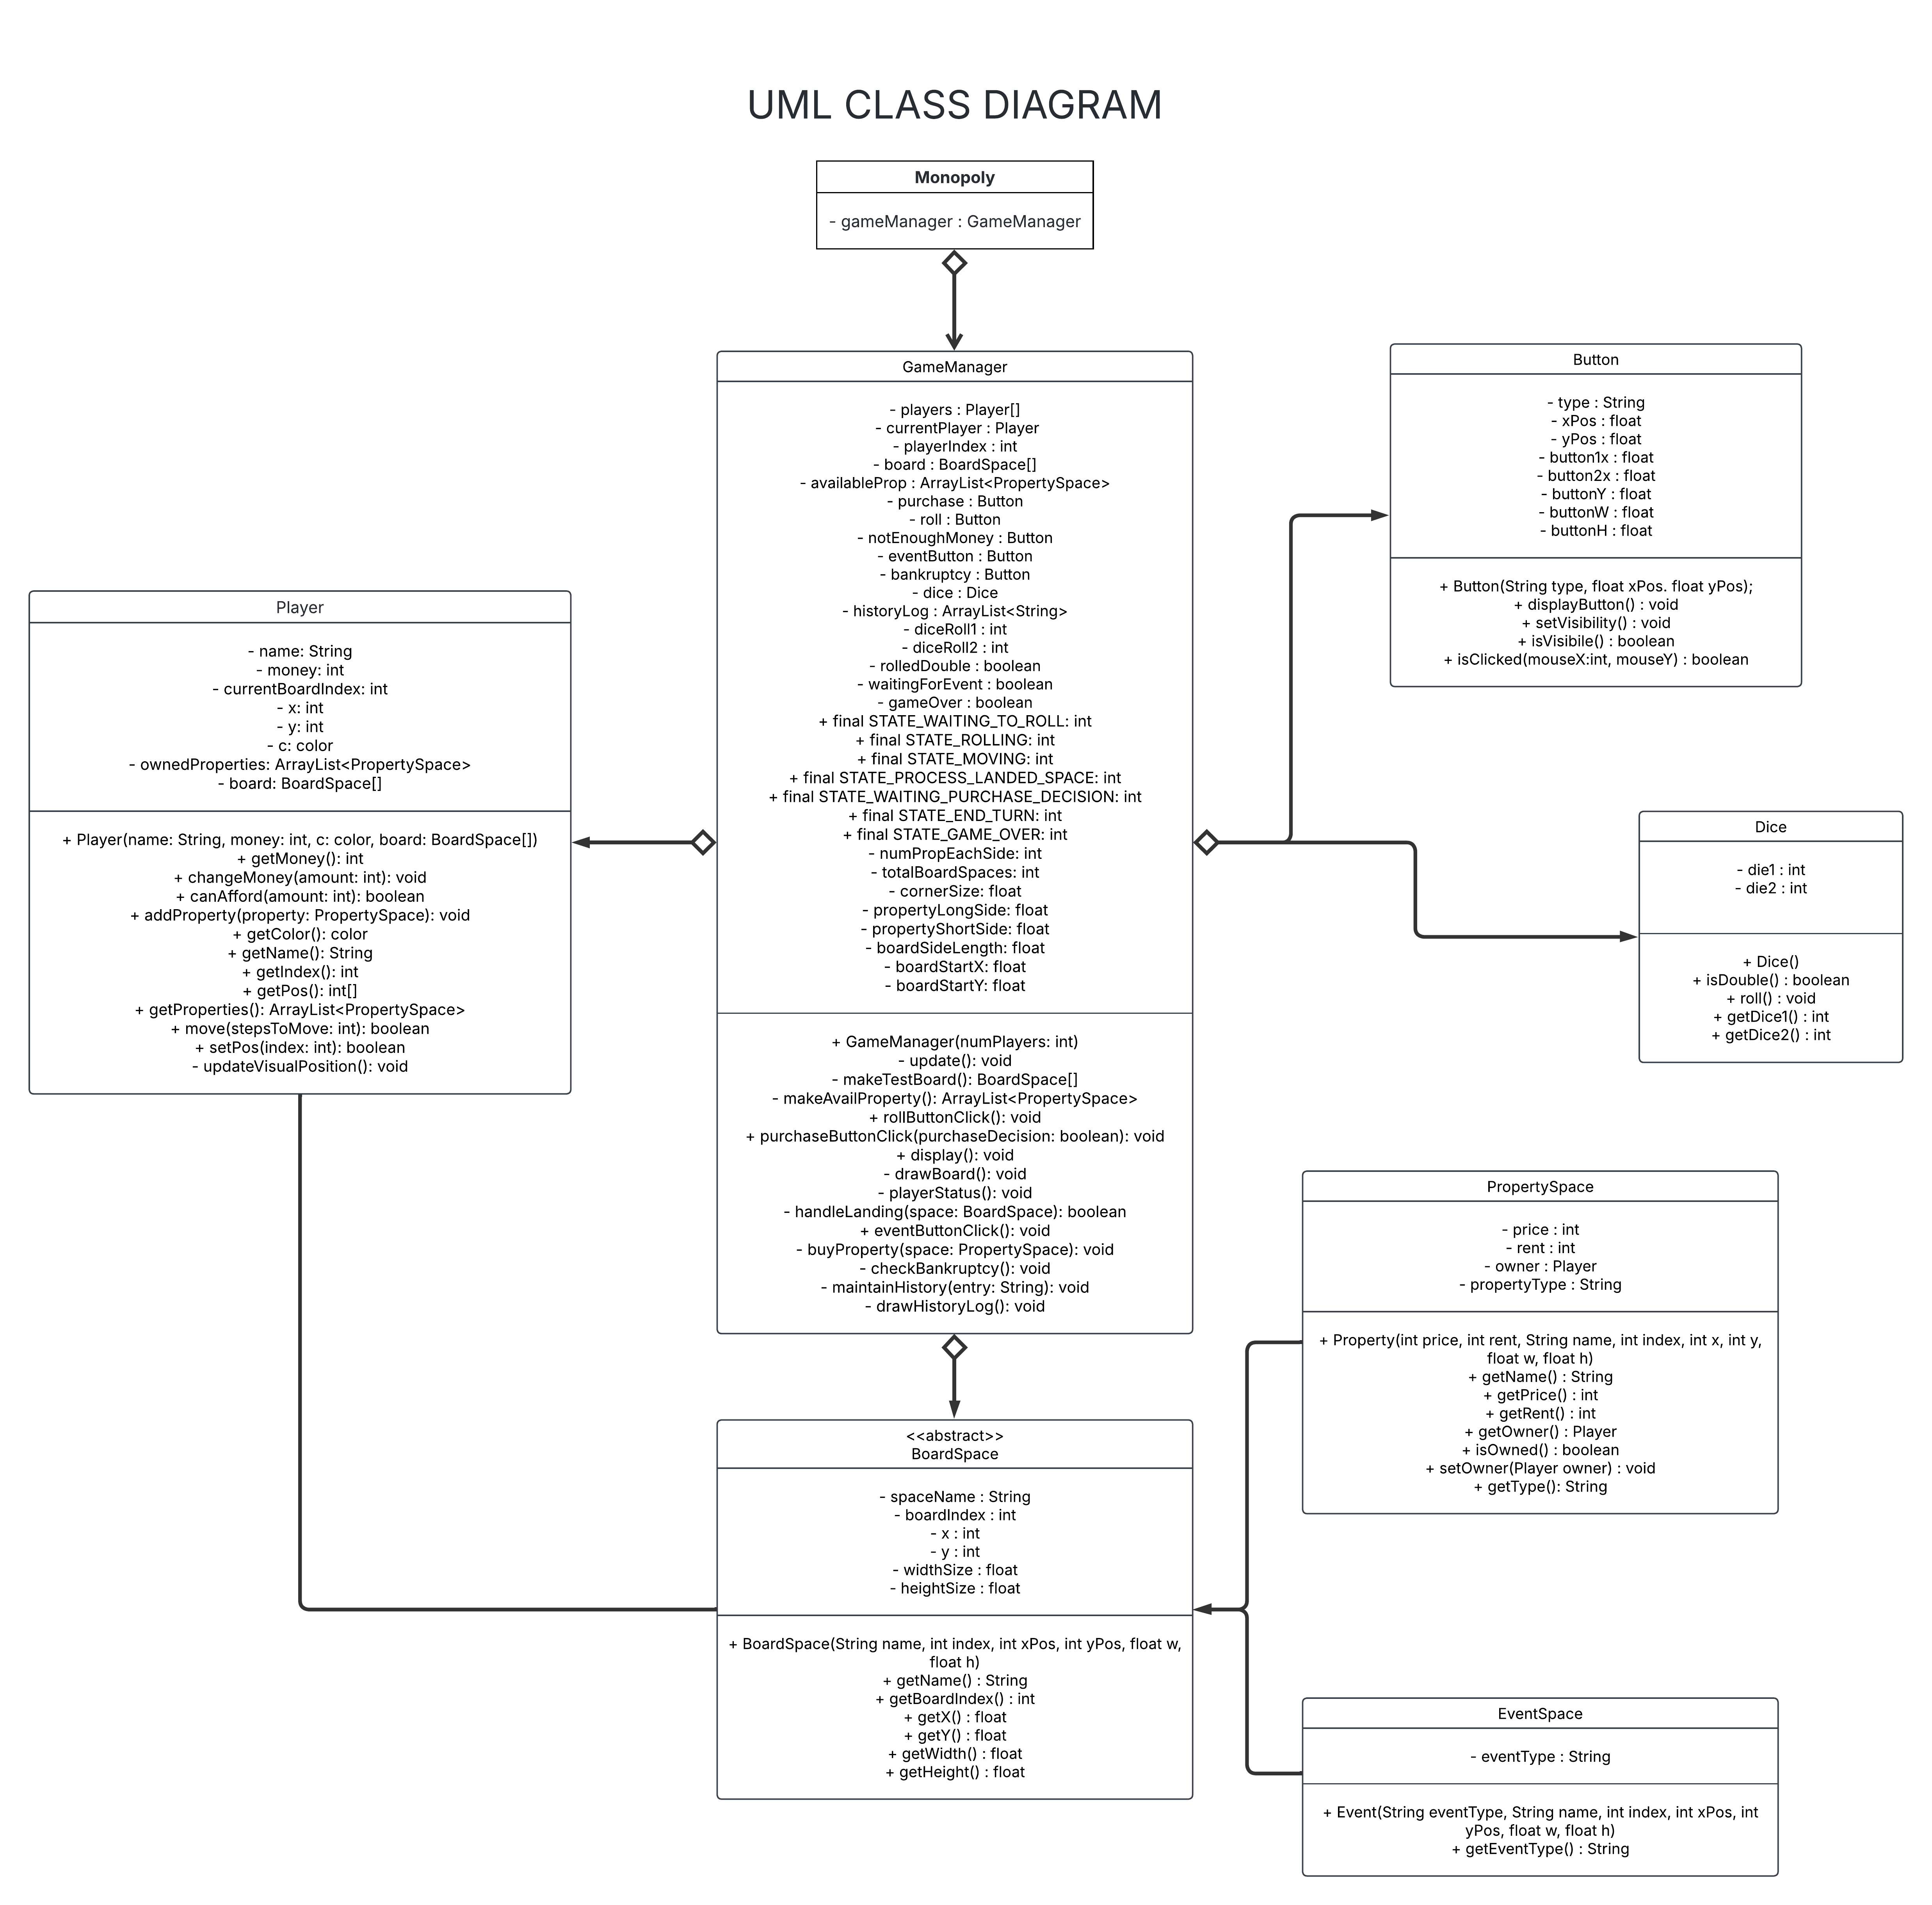 UML CLASS DIAGRAM
Monopoly
- gameManager : GameManager
GameManager
- players : Player[]
- currentPlayer : Player
- playerIndex : int
- board : BoardSpace[]
- availableProp : ArrayList<PropertySpace>
- purchase : Button
- roll : Button
- notEnoughMoney : Button
- eventButton : Button
- bankruptcy : Button
- dice : Dice
- historyLog : ArrayList<String>
- diceRoll1 : int
- diceRoll2 : int
- rolledDouble : boolean
- waitingForEvent : boolean
- gameOver : boolean
+ final STATE_WAITING_TO_ROLL: int
+ final STATE_ROLLING: int
+ final STATE_MOVING: int
+ final STATE_PROCESS_LANDED_SPACE: int
+ final STATE_WAITING_PURCHASE_DECISION: int
+ final STATE_END_TURN: int
+ final STATE_GAME_OVER: int
- numPropEachSide: int
- totalBoardSpaces: int
- cornerSize: float
- propertyLongSide: float
- propertyShortSide: float
- boardSideLength: float
- boardStartX: float
- boardStartY: float
+ GameManager(numPlayers: int)
- update(): void
- makeTestBoard(): BoardSpace[]
- makeAvailProperty(): ArrayList<PropertySpace>
+ rollButtonClick(): void
+ purchaseButtonClick(purchaseDecision: boolean): void
+ display(): void
- drawBoard(): void
- playerStatus(): void
- handleLanding(space: BoardSpace): boolean
+ eventButtonClick(): void
- buyProperty(space: PropertySpace): void
- checkBankruptcy(): void
- maintainHistory(entry: String): void
- drawHistoryLog(): void
Button
- type : String
- xPos : float
- yPos : float
- button1x : float
- button2x : float
- buttonY : float
- buttonW : float
- buttonH : float
+ Button(String type, float xPos. float yPos);
+ displayButton() : void
+ setVisibility() : void
+ isVisibile() : boolean
+ isClicked(mouseX:int, mouseY) : boolean
Player
- name: String
- money: int
- currentBoardIndex: int
- x: int
- y: int
- c: color
- ownedProperties: ArrayList<PropertySpace>
- board: BoardSpace[]
+ Player(name: String, money: int, c: color, board: BoardSpace[])
+ getMoney(): int
+ changeMoney(amount: int): void
+ canAfford(amount: int): boolean
+ addProperty(property: PropertySpace): void
+ getColor(): color
+ getName(): String
+ getIndex(): int
+ getPos(): int[]
+ getProperties(): ArrayList<PropertySpace>
+ move(stepsToMove: int): boolean
+ setPos(index: int): boolean
- updateVisualPosition(): void
Dice
- die1 : int
- die2 : int
+ Dice()
+ isDouble() : boolean
+ roll() : void
+ getDice1() : int
+ getDice2() : int
PropertySpace
- price : int
- rent : int
- owner : Player
- propertyType : String
+ Property(int price, int rent, String name, int index, int x, int y,
float w, float h)
+ getName() : String
+ getPrice() : int
+ getRent() : int
+ getOwner() : Player
+ isOwned() : boolean
+ setOwner(Player owner) : void
+ getType(): String
<<abstract>>
BoardSpace
- spaceName : String
- boardIndex : int
- x : int
- y : int
- widthSize : float
- heightSize : float
+ BoardSpace(String name, int index, int xPos, int yPos, float w,
float h)
+ getName() : String
+ getBoardIndex() : int
+ getX() : float
+ getY() : float
+ getWidth() : float
+ getHeight() : float
EventSpace
- eventType : String
+ Event(String eventType, String name, int index, int xPos, int
yPos, float w, float h)
+ getEventType() : String